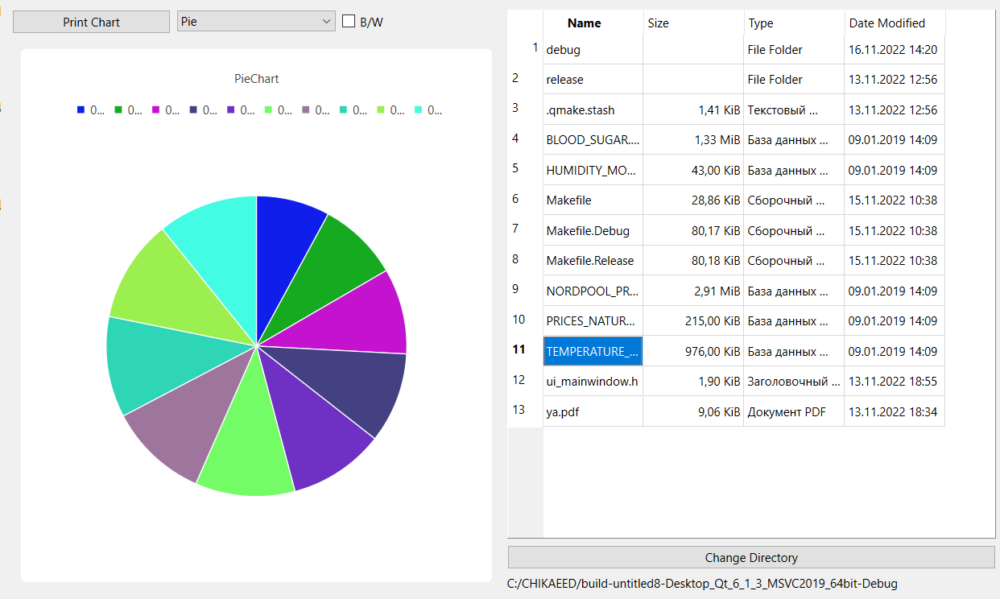 Print Chart Pie B/W
PieChart
0... 0... 0... 0... 0... 0... 0... 0... 0... 0...
Name Size Type Date Modified
1 debug File Folder 16.11.2022 14:20
2 release File Folder 13.11.2022 12:56
3 .qmake.stash 1,41 KiB Текстовый ... 13.11.2022 12:56
4 BLOOD_SUGAR.... 1,33 MiB База данных ... 09.01.2019 14:09
5 HUMIDITY_MO... 43,00 KiB База данных ... 09.01.2019 14:09
6 Makefile 28,86 KiB Сборочный ... 15.11.2022 10:38
7 Makefile.Debug 80,17 KiB Сборочный ... 15.11.2022 10:38
8 Makefile.Release 80,18 KiB Сборочный ... 15.11.2022 10:38
9 NORDPOOL_PR... 2,91 MiB База данных ... 09.01.2019 14:09
10 PRICES_NATUR... 215,00 KiB База данных ... 09.01.2019 14:09
11 TEMPERATURE_... 976,00 KiB База данных ... 09.01.2019 14:09
12 ui_mainwindow.h 1,90 KiB Заголовочный ... 13.11.2022 18:55
13 ya.pdf 9,06 KiB Документ PDF 13.11.2022 18:34
Change Directory
C:/CHIKAEED/build-untitled8-Desktop_Qt_6_1_3_MSVC2019_64bit-Debug